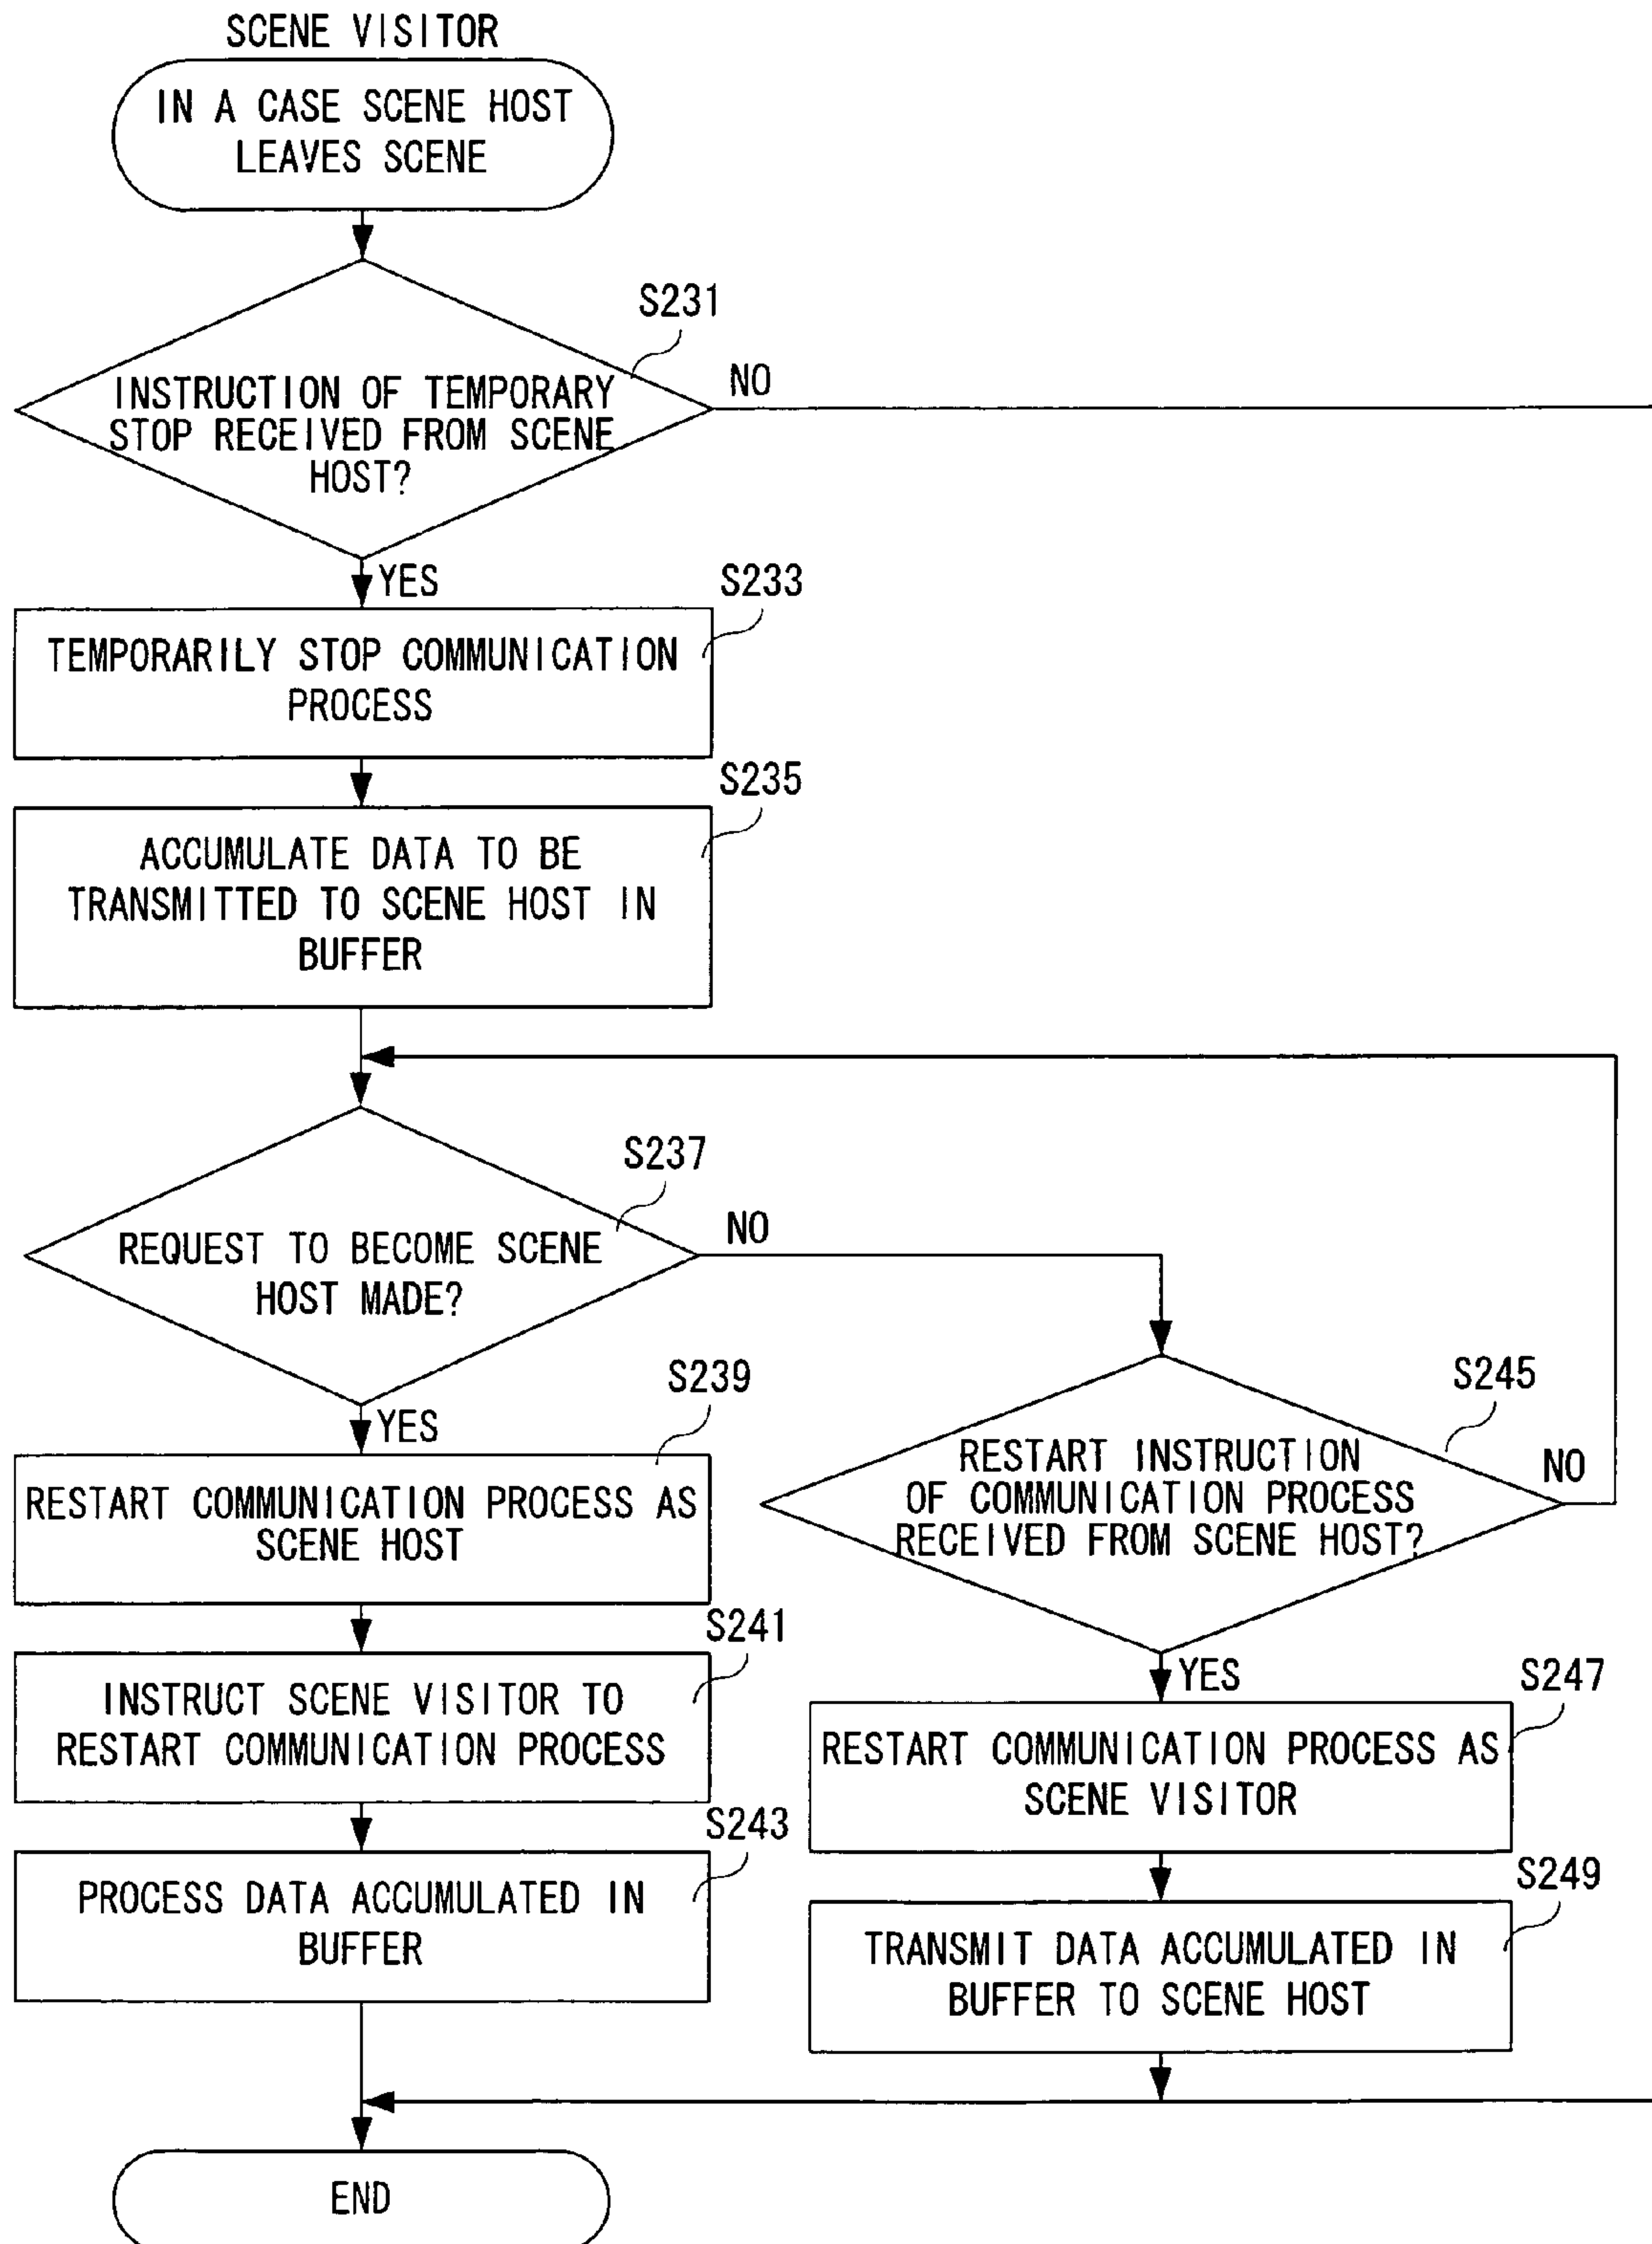 SCENE VISITOR
IN A CASE SCENE HOST
LEAVES SCENE
S231
INSTRUCTION OF TEMPORARY
STOP RECEIVED FROM SCENE
HOST?
NO
YES
S233
TEMPORARILY STOP COMMUNICATION
PROCESS
S235
ACCUMULATE DATA TO BE
TRANSMITTED TO SCENE HOST IN
BUFFER
S237
REQUEST TO BECOME SCENE
HOST MADE?
NO
YES
S239
RESTART COMMUNICATION PROCESS AS
SCENE HOST
S241
INSTRUCT SCENE VISITOR TO
RESTART COMMUNICATION PROCESS
S243
PROCESS DATA ACCUMULATED IN
BUFFER
S245
RESTART INSTRUCTION
OF COMMUNICATION PROCESS
RECEIVED FROM SCENE HOST?
NO
YES
S247
RESTART COMMUNICATION PROCESS AS
SCENE VISITOR
S249
TRANSMIT DATA ACCUMULATED IN
BUFFER TO SCENE HOST
END